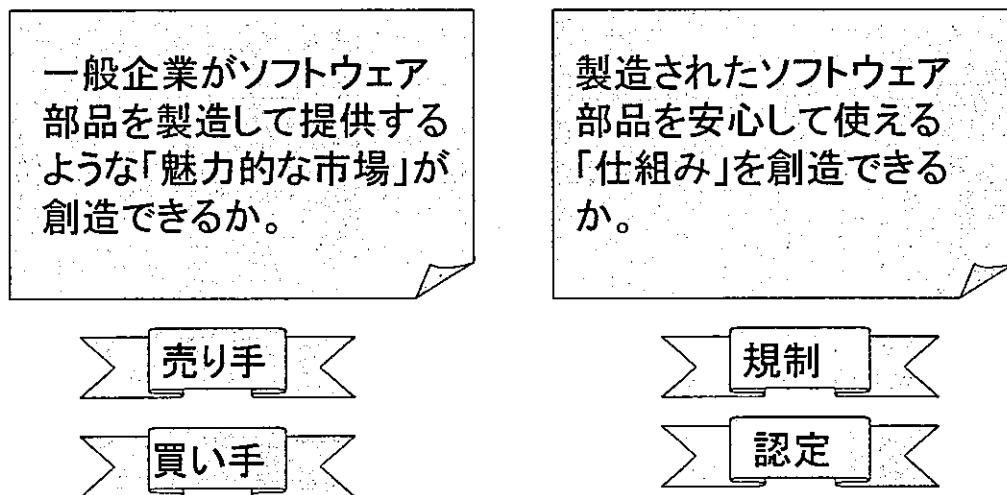 一般企業がソフトウェア
部品を製造して提供する
ような「魅力的な市場」が
創造できるか。
製造されたソフトウェア
部品を安心して使える
「仕組み」を創造できる
か。
売り手
買い手
規制
認定